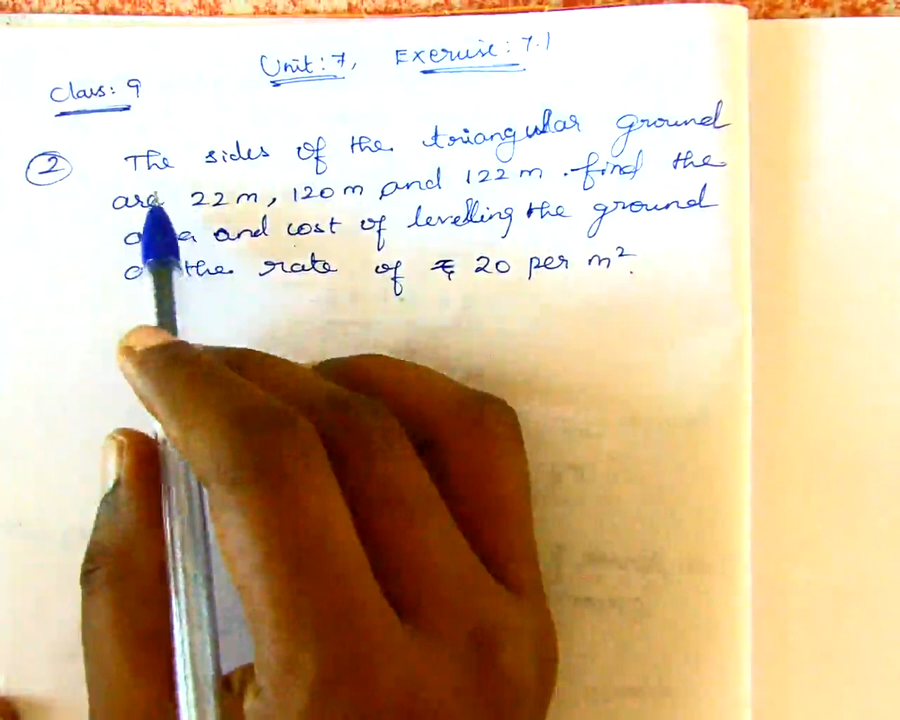 Unit: 7, Exercise: 7.1
Class: 9
2 The sides of the triangular ground
are 22 m, 120 m and 122 m. find the
and cost of levelling the ground
the rate of ₹ 20 per m².